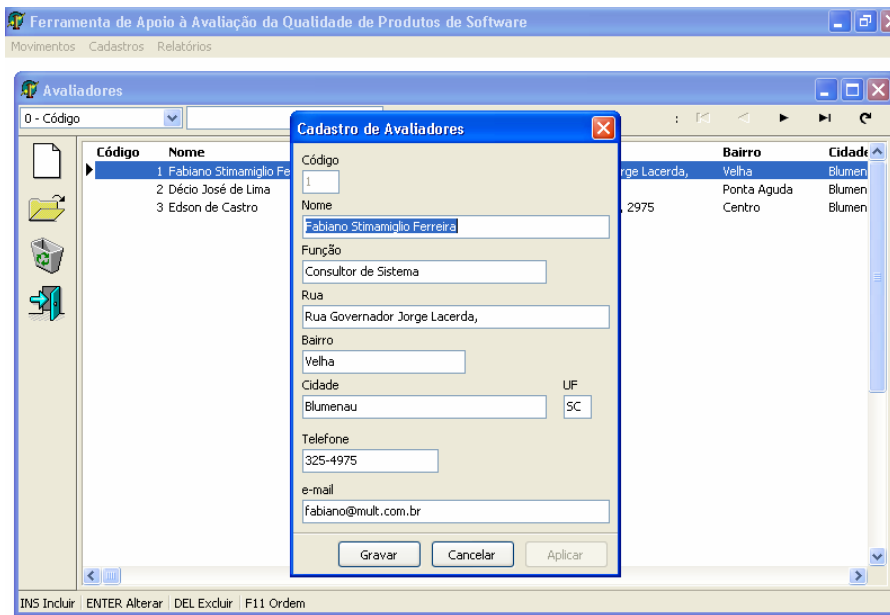 Ferramenta de Apoio à Avaliação da Qualidade de Produtos de Software
Movimentos Cadastros Relatórios
Avaliadores
0 - Código
:
Código Nome Bairro Cidade
1 Fabiano Stimamiglio Fe rge Lacerda, Velha Blumen
2 Décio José de Lima Ponta Aguda Blumen
3 Edson de Castro , 2975 Centro Blumen
Cadastro de Avaliadores
Código
1
Nome
Fabiano Stimamiglio Ferreira
Função
Consultor de Sistema
Rua
Rua Governador Jorge Lacerda,
Bairro
Velha
Cidade UF
Blumenau SC
Telefone
325-4975
e-mail
fabiano@mult.com.br
Gravar Cancelar Aplicar
INS Incluir ENTER Alterar DEL Excluir F11 Ordem